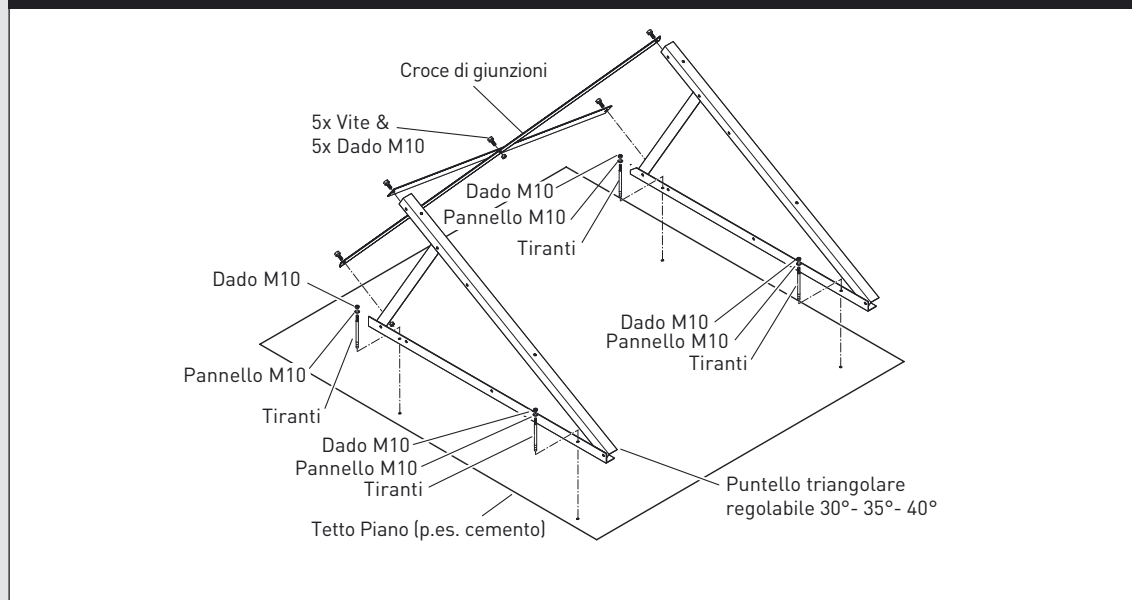 Croce di giunzioni
5x Vite &
5x Dado M10
Dado M10
Pannello M10
Tiranti
Dado M10
Pannello M10
Tiranti
Dado M10
Pannello M10
Tiranti
Dado M10
Pannello M10
Tiranti
Puntello triangolare
regolabile 30°- 35°- 40°
Tetto Piano (p.es. cemento)